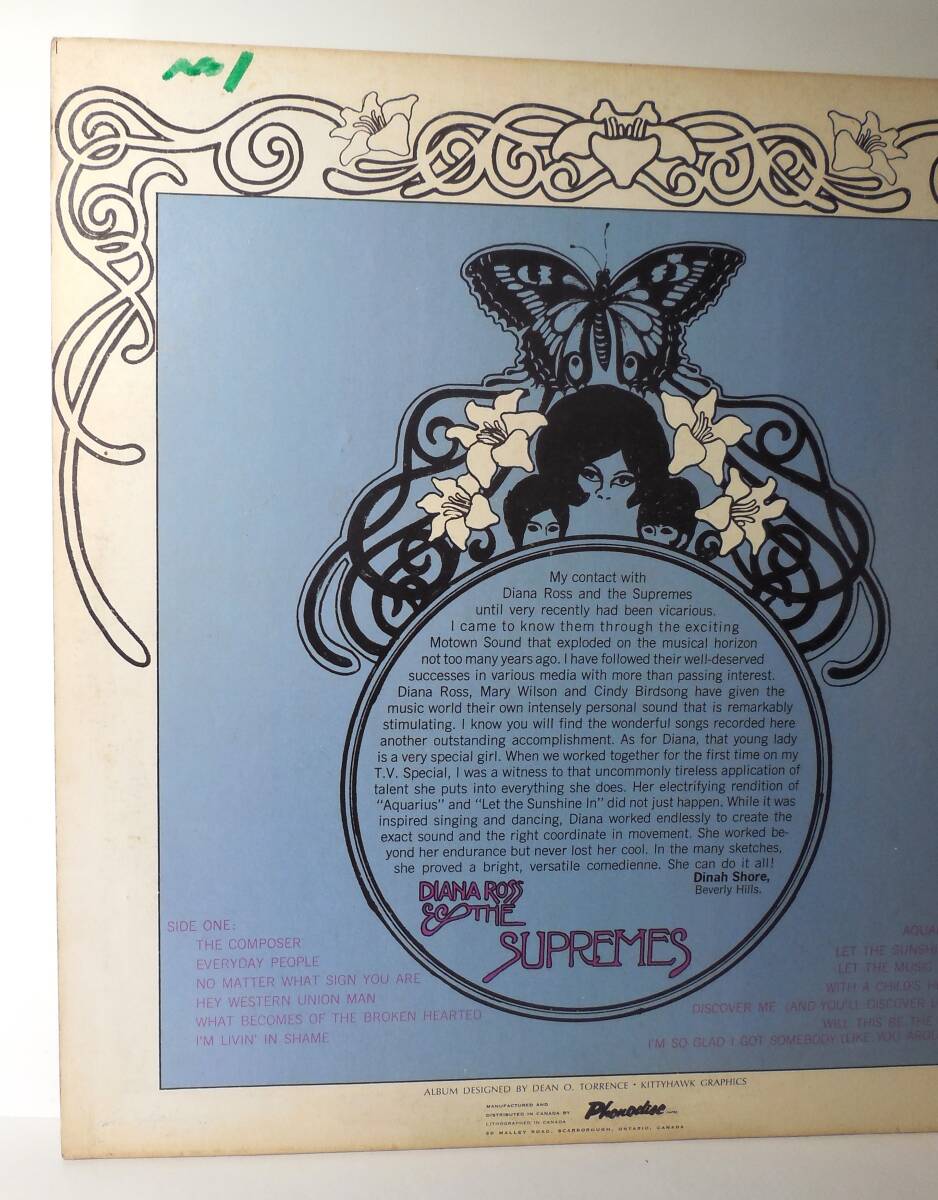 No 1
My contact with
Diana Ross and the Supremes
until very recently had been vicarious.
I came to know them through the exciting
Motown Sound that exploded on the musical horizon
not too many years ago. I have followed their well-deserved
successes in various media with more than passing interest.
Diana Ross, Mary Wilson and Cindy Birdsong have given the
music world their own intensely personal sound that is remarkably
stimulating. I know you will find the wonderful songs recorded here
another outstanding accomplishment. As for Diana, that young lady
is a very special girl. When we worked together for the first time on my
T.V. Special, I was a witness to that uncommonly tireless application of
talent she puts into everything she does. Her electrifying rendition of
"Aquarius" and "Let the Sunshine In" did not just happen. While it was
inspired singing and dancing, Diana worked endlessly to create the
exact sound and the right coordinate in movement. She worked be-
yond her endurance but never lost her cool. In the many sketches,
she proved a bright, versatile comedienne. She can do it all!
Dinah Shore,
Beverly Hills.
DIANA ROSS
& THE
SUPREMES
SIDE ONE:
THE COMPOSER
EVERYDAY PEOPLE
NO MATTER WHAT SIGN YOU ARE
HEY WESTERN UNION MAN
WHAT BECOMES OF THE BROKEN HEARTED
I'M LIVIN' IN SHAME
AQUA
LET THE SUNSHI
LET THE MUSIC
WITH A CHILD'S H
DISCOVER ME (AND YOU'LL DISCOVER L
WILL THIS BE THE
I'M SO GLAD I GOT SOMEBODY (LIKE YOU AROU
ALBUM DESIGNED BY DEAN O. TORRENCE • KITTYHAWK GRAPHICS
MANUFACTURED AND
DISTRIBUTED IN CANADA BY
LITHOGRAPHED IN CANADA
Phonodisc
50 MALLEY ROAD, SCARBOROUGH, ONTARIO, CANADA